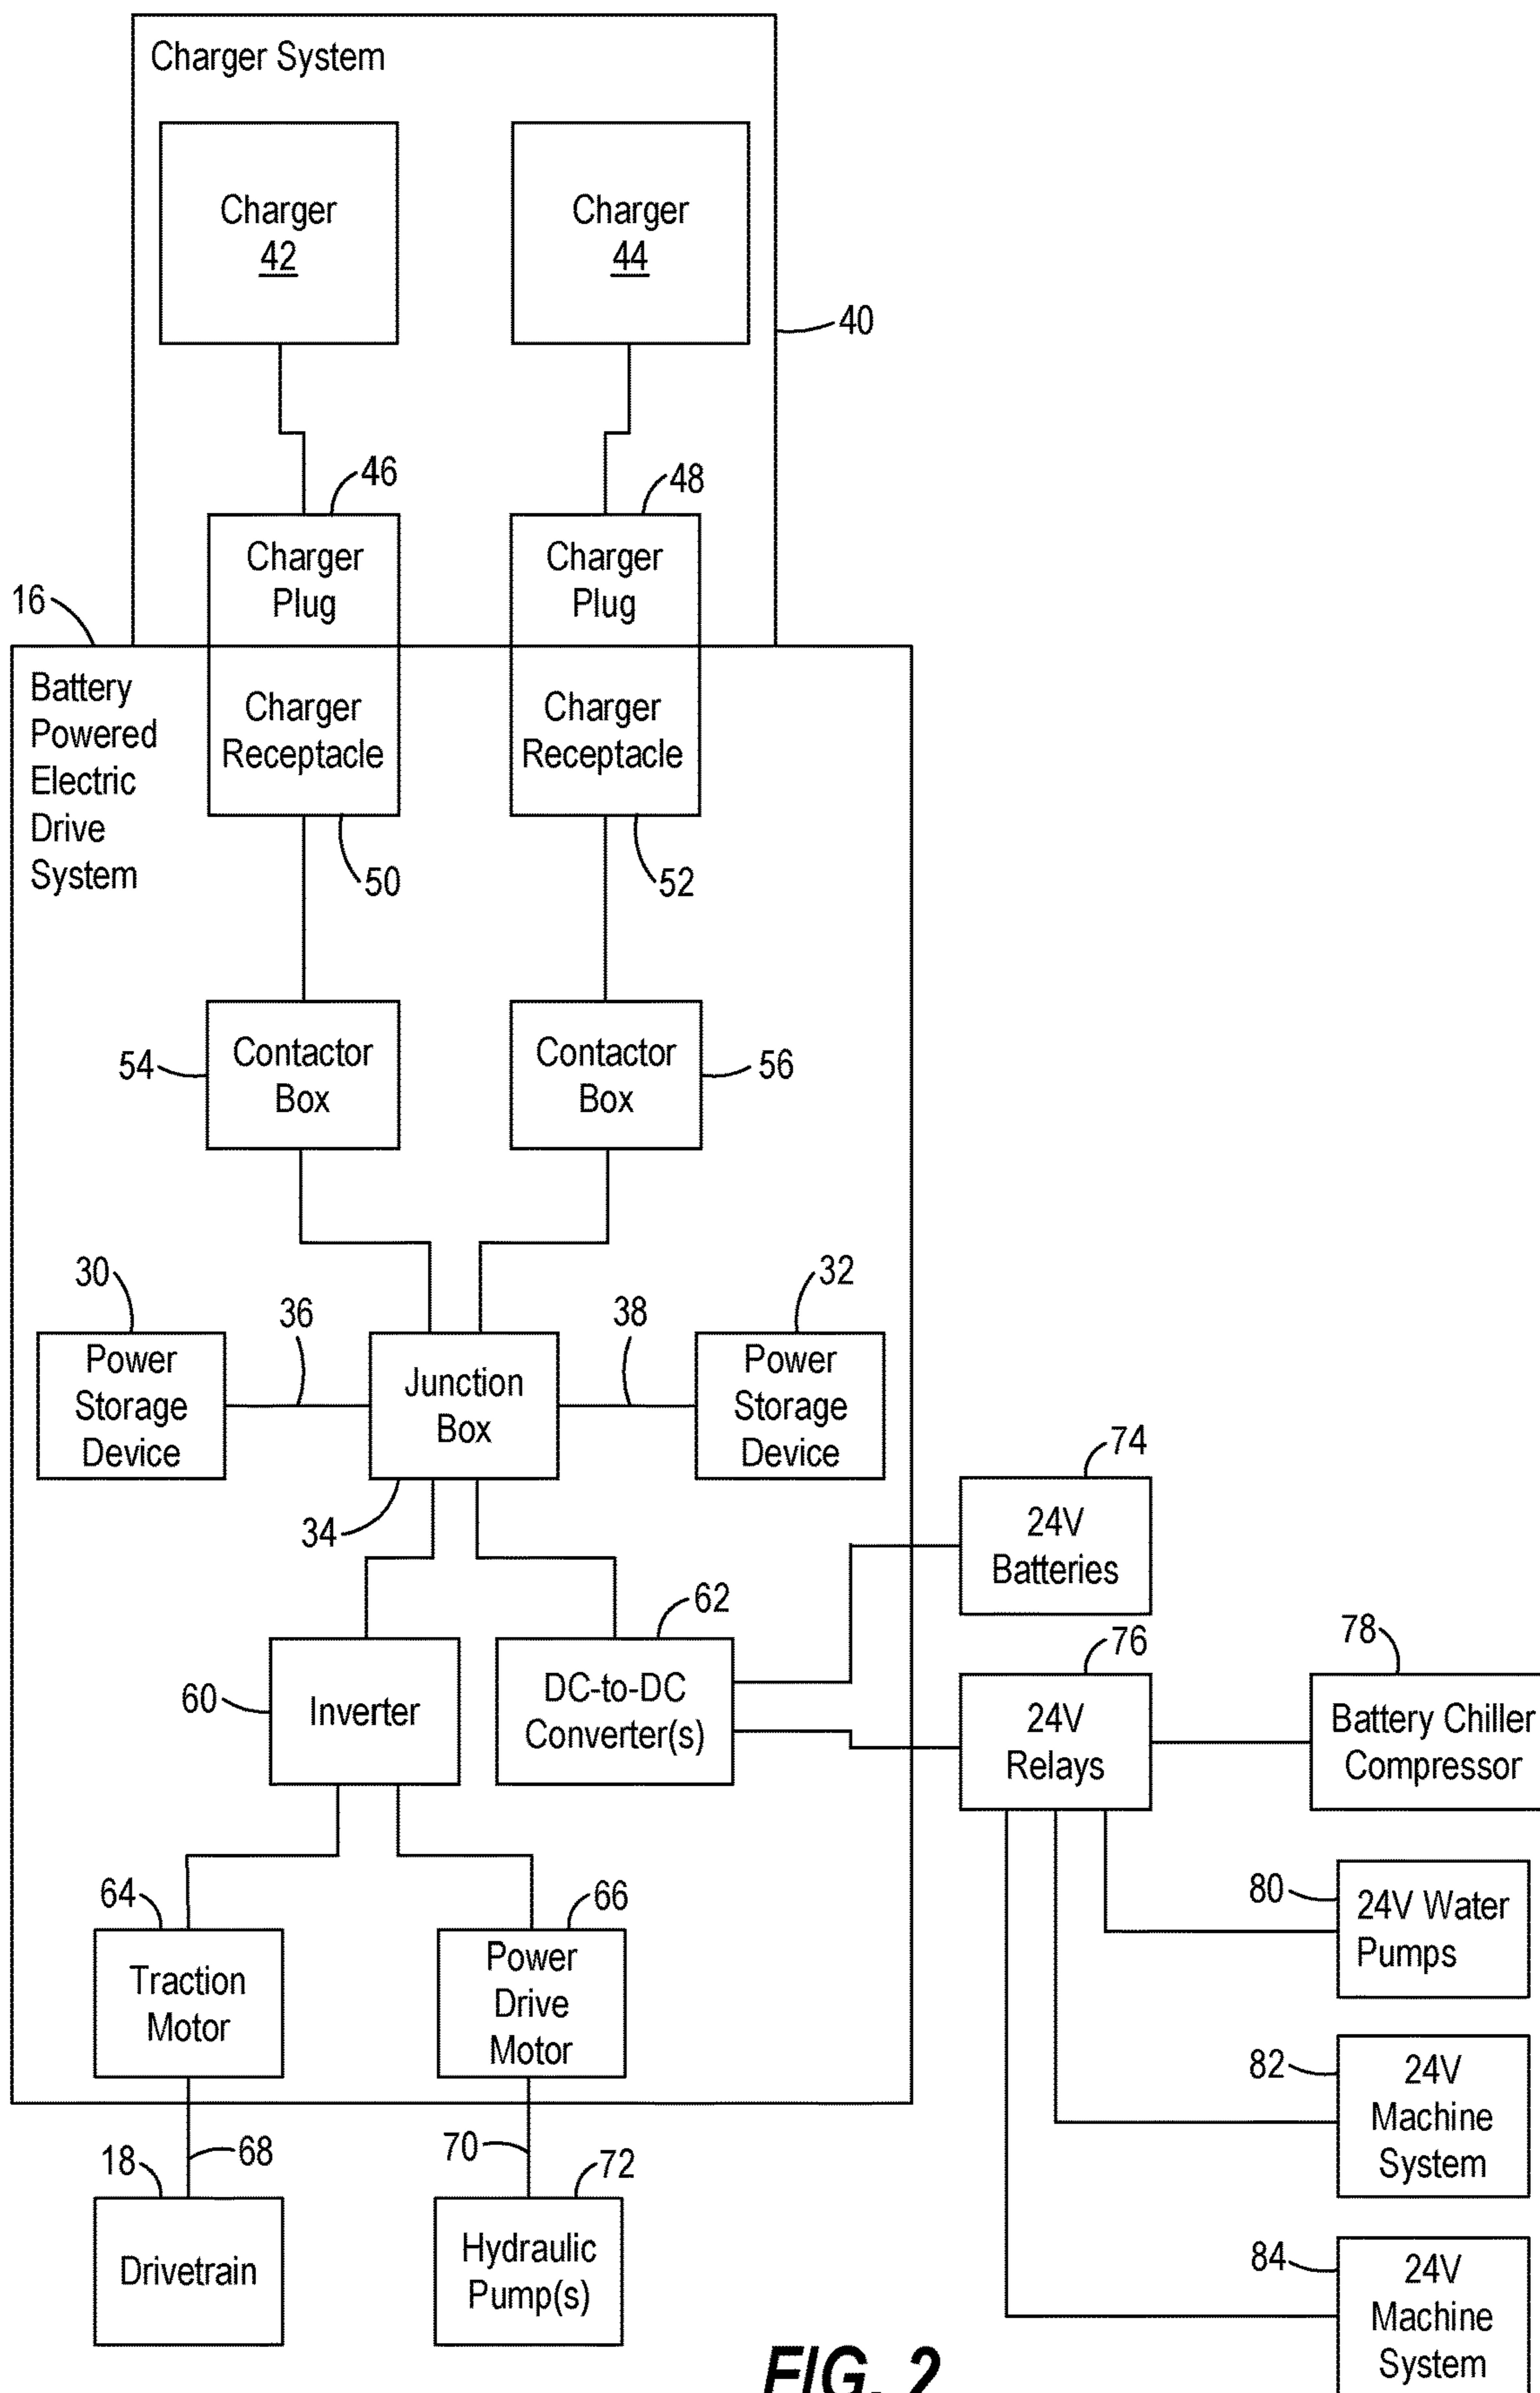 Charger System
Charger
42
Charger
44
40
46
48
Charger
Plug
Charger
Plug
16
Battery
Powered
Electric
Drive
System
Charger
Receptacle
Charger
Receptacle
50
52
54
Contactor
Box
Contactor
Box
56
30
36
38
32
Power
Storage
Device
Junction
Box
Power
Storage
Device
34
74
24V
Batteries
62
76
78
60
Inverter
DC-to-DC
Converter(s)
24V
Relays
Battery Chiller
Compressor
64
66
80
24V Water
Pumps
Traction
Motor
Power
Drive
Motor
82
24V
Machine
System
18
68
70
72
Drivetrain
Hydraulic
Pump(s)
84
24V
Machine
System
FIG. 2